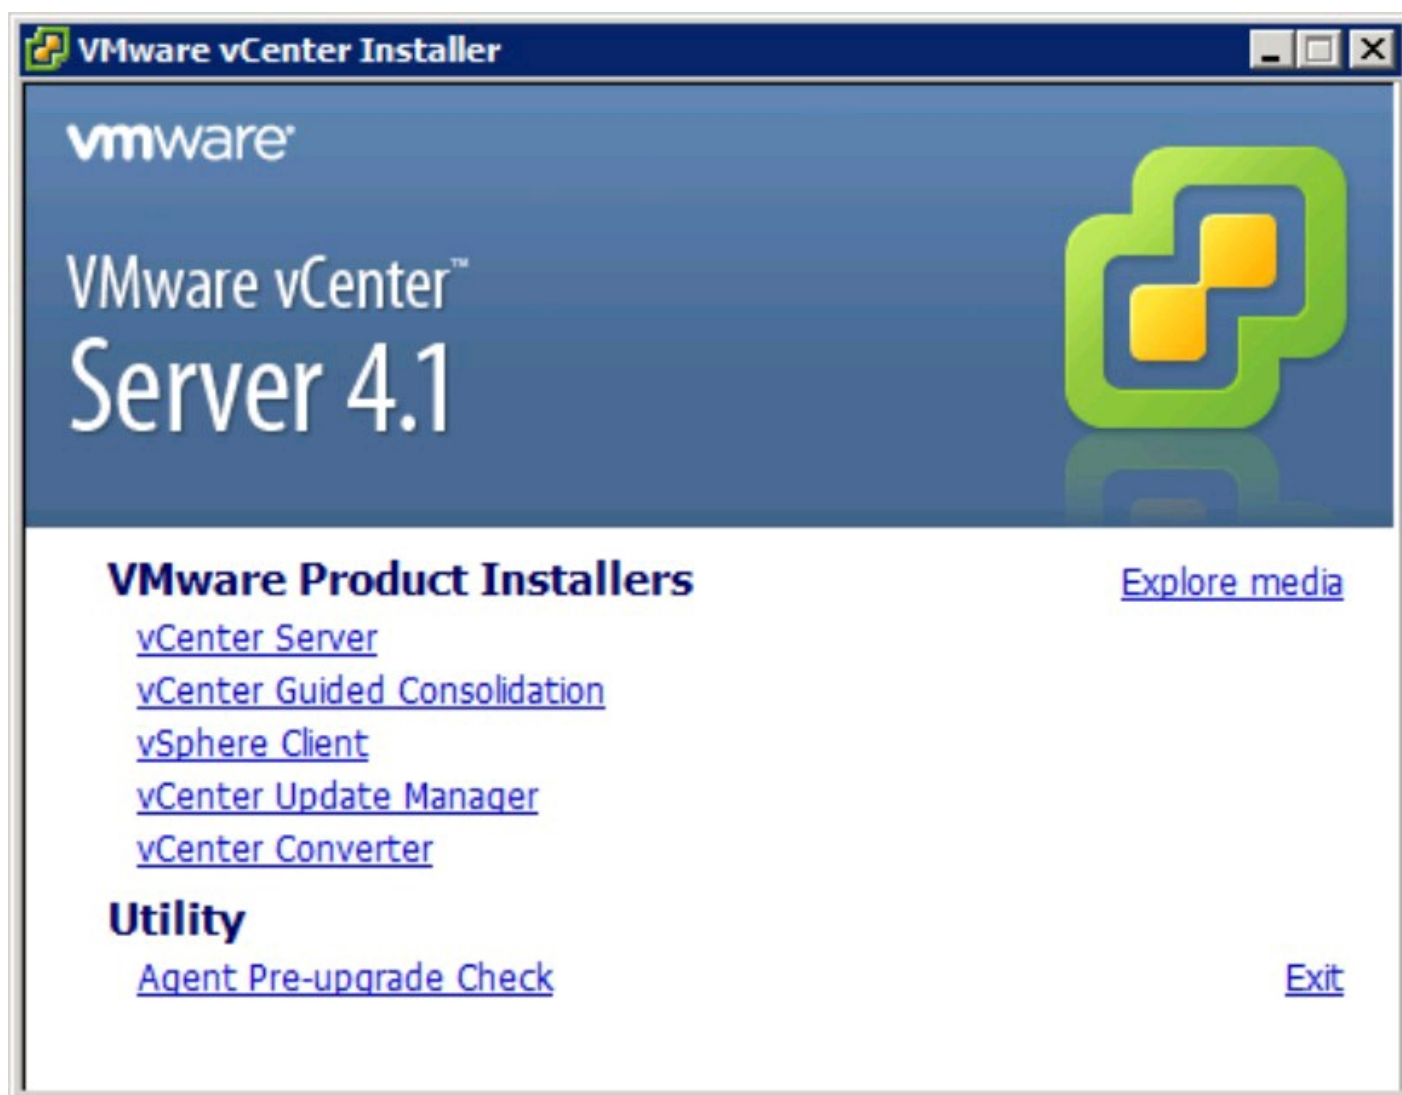 VMware vCenter Installer
vmware®
VMware vCenter™
Server 4.1
VMware Product Installers
Explore media
vCenter Server
vCenter Guided Consolidation
vSphere Client
vCenter Update Manager
vCenter Converter
Utility
Agent Pre-upgrade Check
Exit